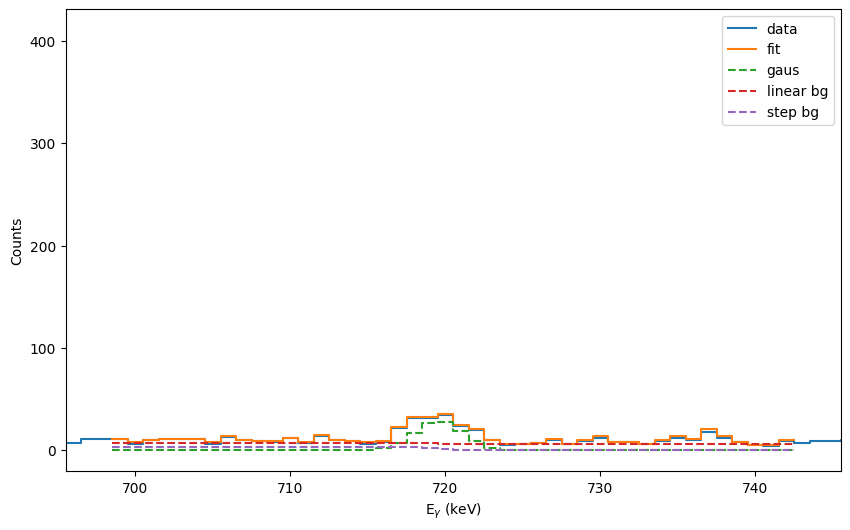 400
300
200
100
0
Counts
data
fit
gaus
linear bg
step bg
700 710 720 730 740
Eγ (keV)